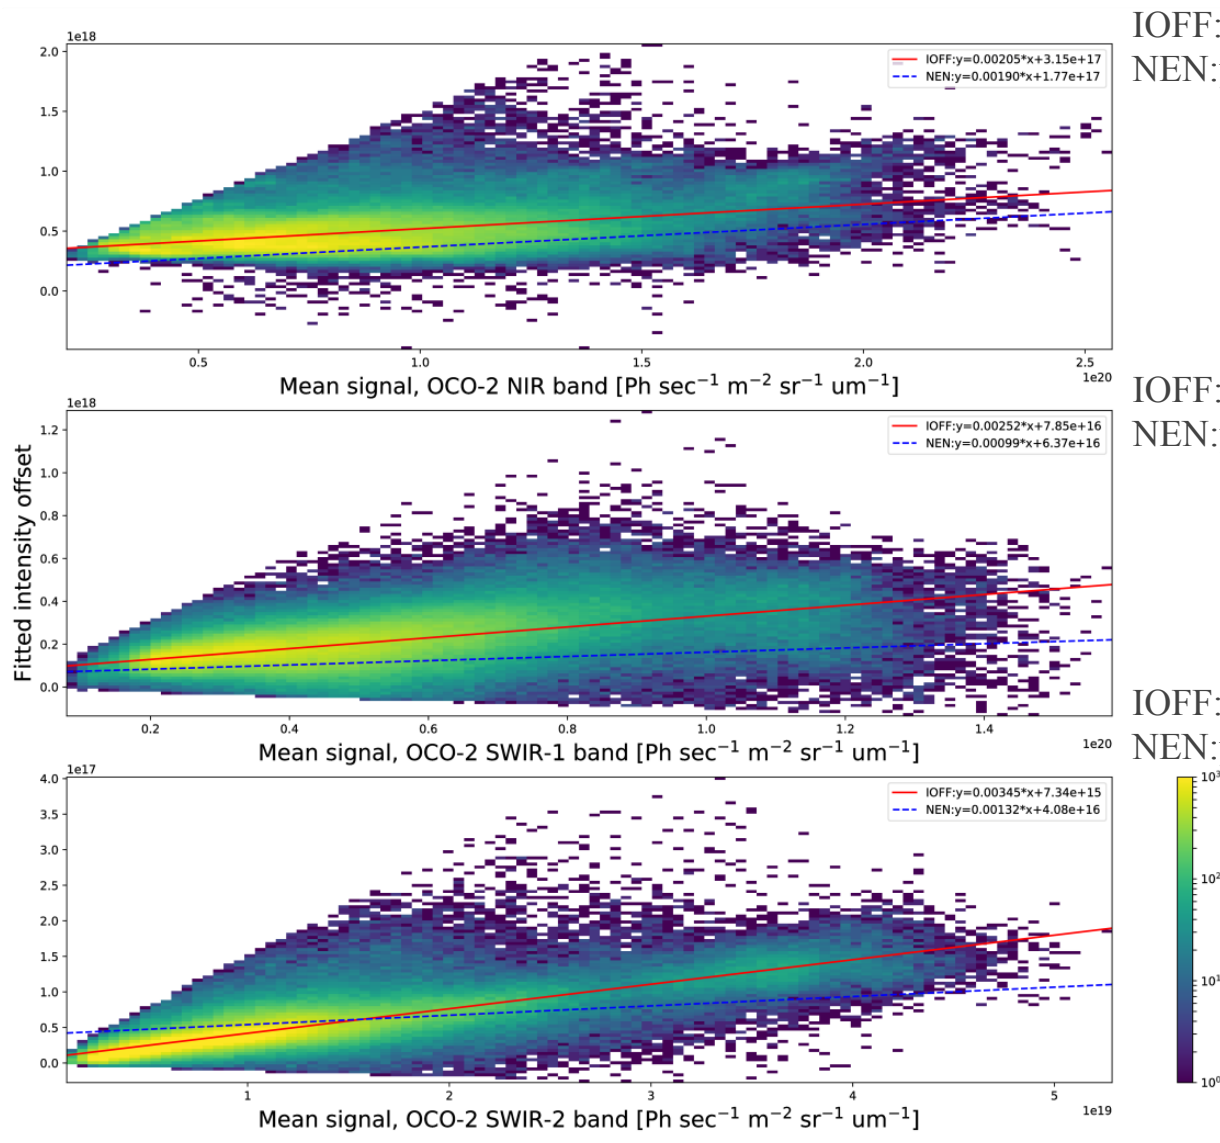 IOFF:
NEN:
1e18
2.0
1.5
1.0
0.5
0.0
IOFF:y=0.00205*x+3.15e+17
NEN:y=0.00190*x+1.77e+17
0.5 1.0 1.5 2.0 2.5
1e20
Mean signal, OCO-2 NIR band [Ph sec⁻¹ m⁻² sr⁻¹ um⁻¹]
IOFF:
NEN:
1e18
1.2
1.0
0.8
0.6
0.4
0.2
0.0
Fitted intensity offset
IOFF:y=0.00252*x+7.85e+16
NEN:y=0.00099*x+6.37e+16
0.2 0.4 0.6 0.8 1.0 1.2 1.4
1e20
Mean signal, OCO-2 SWIR-1 band [Ph sec⁻¹ m⁻² sr⁻¹ um⁻¹]
IOFF:
NEN:
1e17
4.0
3.5
3.0
2.5
2.0
1.5
1.0
0.5
0.0
IOFF:y=0.00345*x+7.34e+15
NEN:y=0.00132*x+4.08e+16
1 2 3 4 5
1e19
Mean signal, OCO-2 SWIR-2 band [Ph sec⁻¹ m⁻² sr⁻¹ um⁻¹]
10³
10²
10¹
10⁰